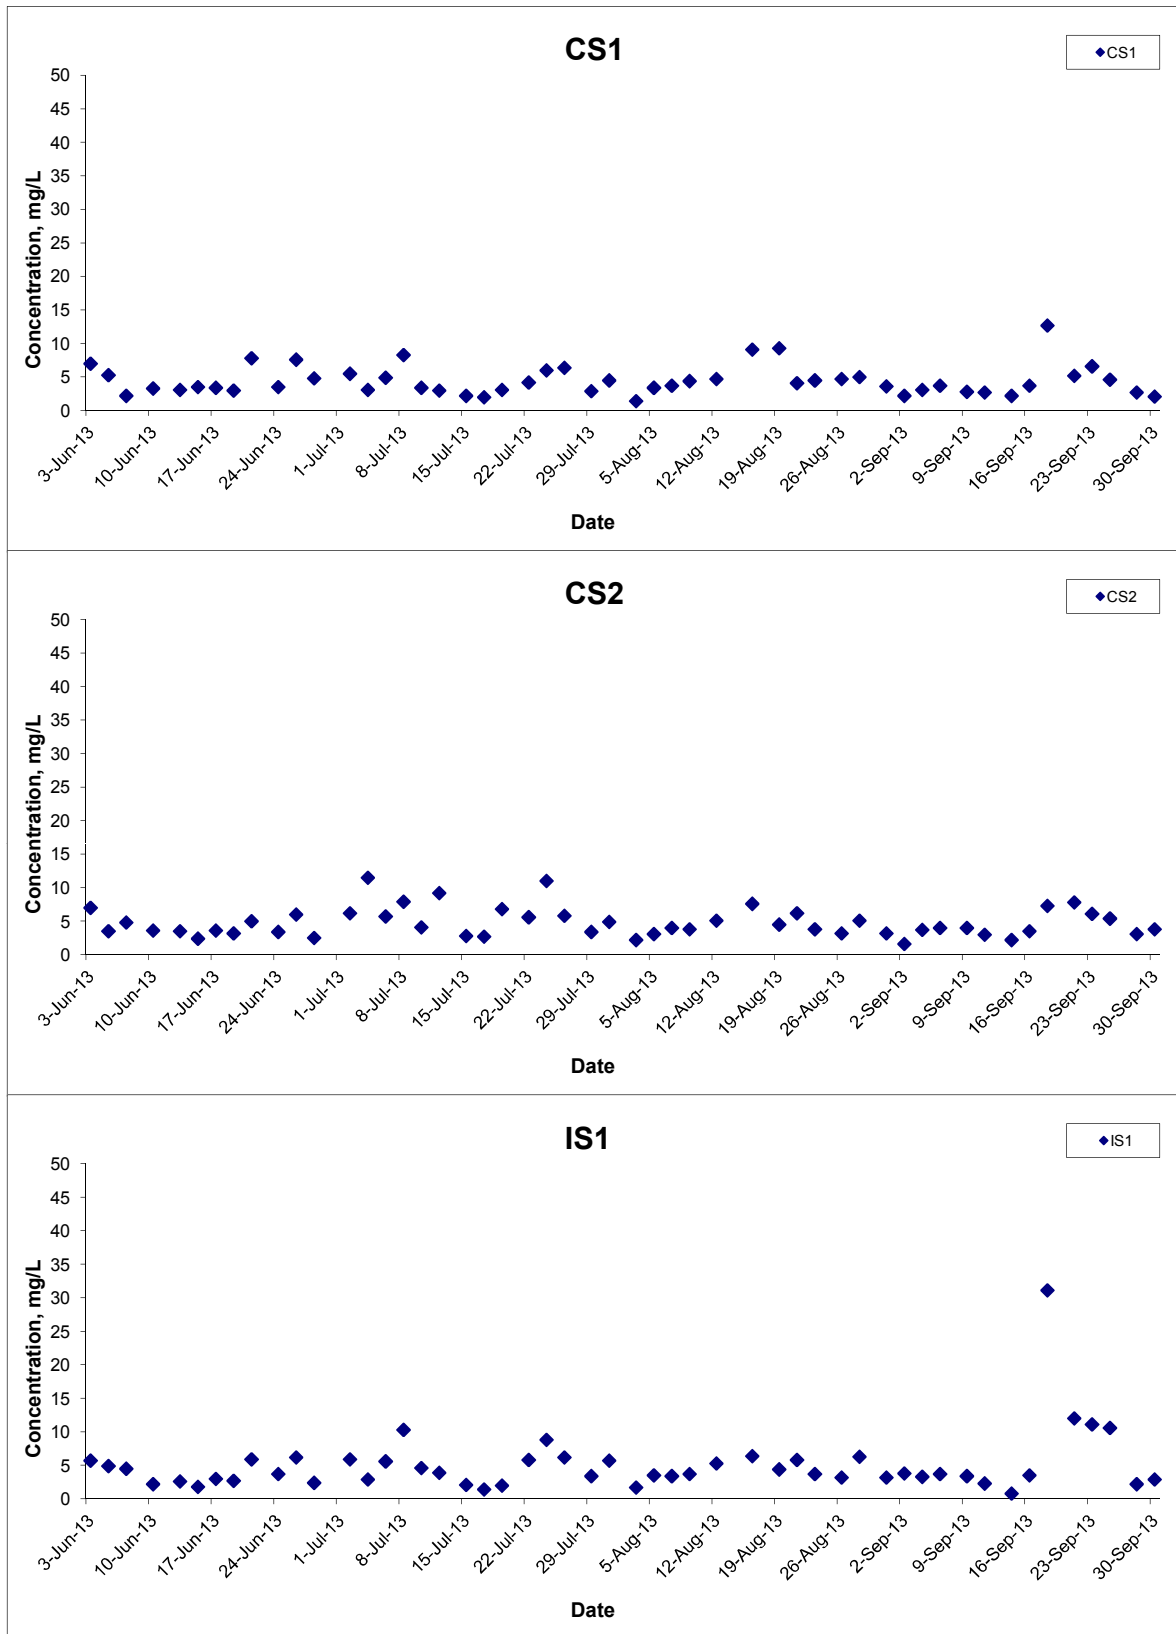 CS1
CS1
Concentration, mg/L
50
45
40
35
30
25
20
15
10
5
0
3-Jun-13
10-Jun-13
17-Jun-13
24-Jun-13
1-Jul-13
8-Jul-13
15-Jul-13
22-Jul-13
29-Jul-13
5-Aug-13
12-Aug-13
19-Aug-13
26-Aug-13
2-Sep-13
9-Sep-13
16-Sep-13
23-Sep-13
30-Sep-13
Date
CS2
CS2
Concentration, mg/L
50
45
40
35
30
25
20
15
10
5
0
3-Jun-13
10-Jun-13
17-Jun-13
24-Jun-13
1-Jul-13
8-Jul-13
15-Jul-13
22-Jul-13
29-Jul-13
5-Aug-13
12-Aug-13
19-Aug-13
26-Aug-13
2-Sep-13
9-Sep-13
16-Sep-13
23-Sep-13
30-Sep-13
Date
IS1
IS1
Concentration, mg/L
50
45
40
35
30
25
20
15
10
5
0
3-Jun-13
10-Jun-13
17-Jun-13
24-Jun-13
1-Jul-13
8-Jul-13
15-Jul-13
22-Jul-13
29-Jul-13
5-Aug-13
12-Aug-13
19-Aug-13
26-Aug-13
2-Sep-13
9-Sep-13
16-Sep-13
23-Sep-13
30-Sep-13
Date